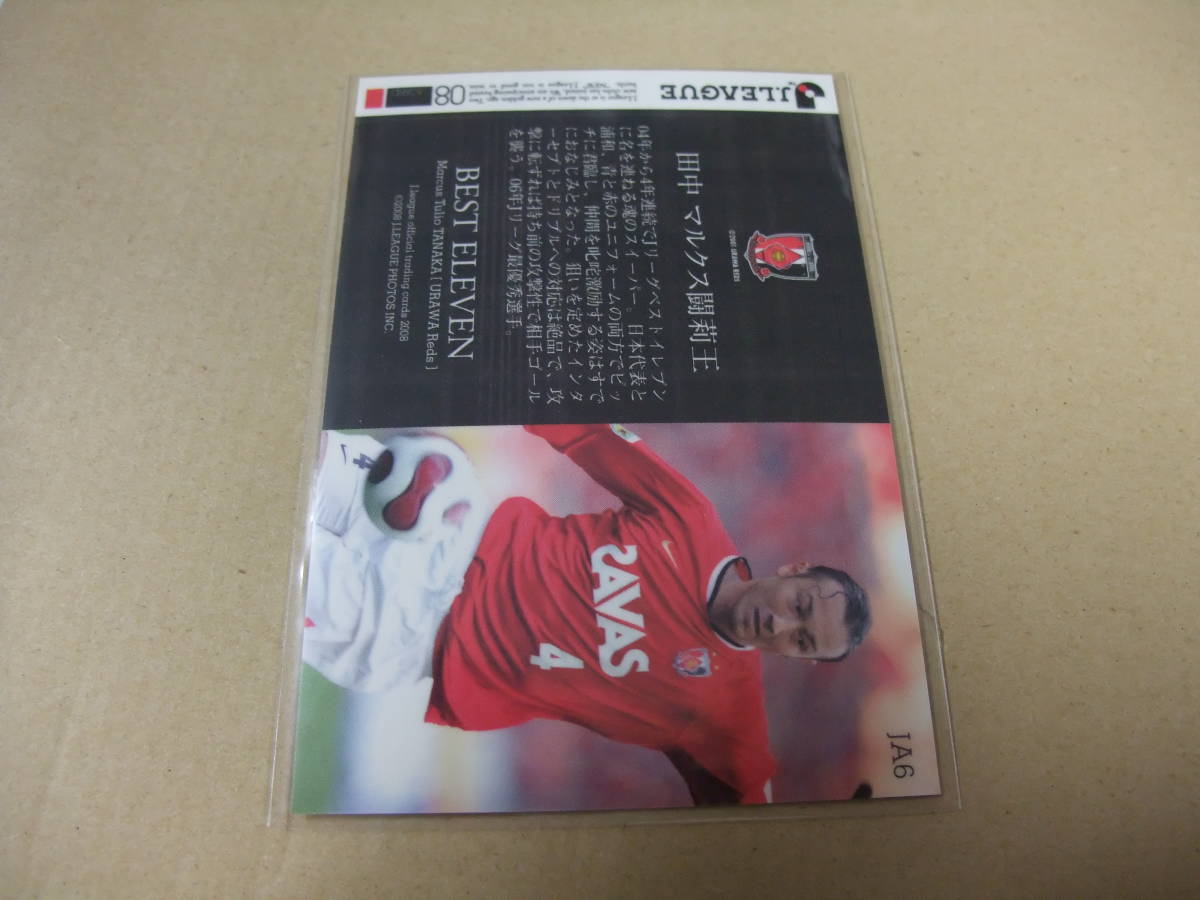 J.LEAGUE
08
©2001 URAWA REDS
田中 マルクス闘莉王
04年から4年連続でJリーグベストイレブン
に名を連ねる魂のスイーパー。日本代表と
浦和、青と赤のユニフォームの両方でピッ
チに君臨し、仲間を叱咤激励する姿はすで
におなじみとなった。狙いを定めたインタ
ーセプトとドリブルへの対応は絶品で、攻
撃に転ずれば持ち前の攻撃性で相手ゴール
を襲う。06年Jリーグ最優秀選手。
BEST ELEVEN
Marcus Tulio TANAKA [ URAWA Reds ]
J.league official trading cards 2008
©2008 J.LEAGUE PHOTOS INC.
JA6
SAVAS
4
4